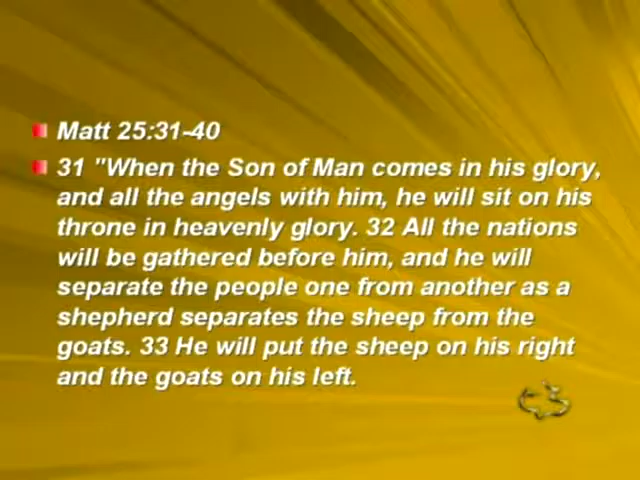 Matt 25:31-40
31 "When the Son of Man comes in his glory,
and all the angels with him, he will sit on his
throne in heavenly glory. 32 All the nations
will be gathered before him, and he will
separate the people one from another as a
shepherd separates the sheep from the
goats. 33 He will put the sheep on his right
and the goats on his left.